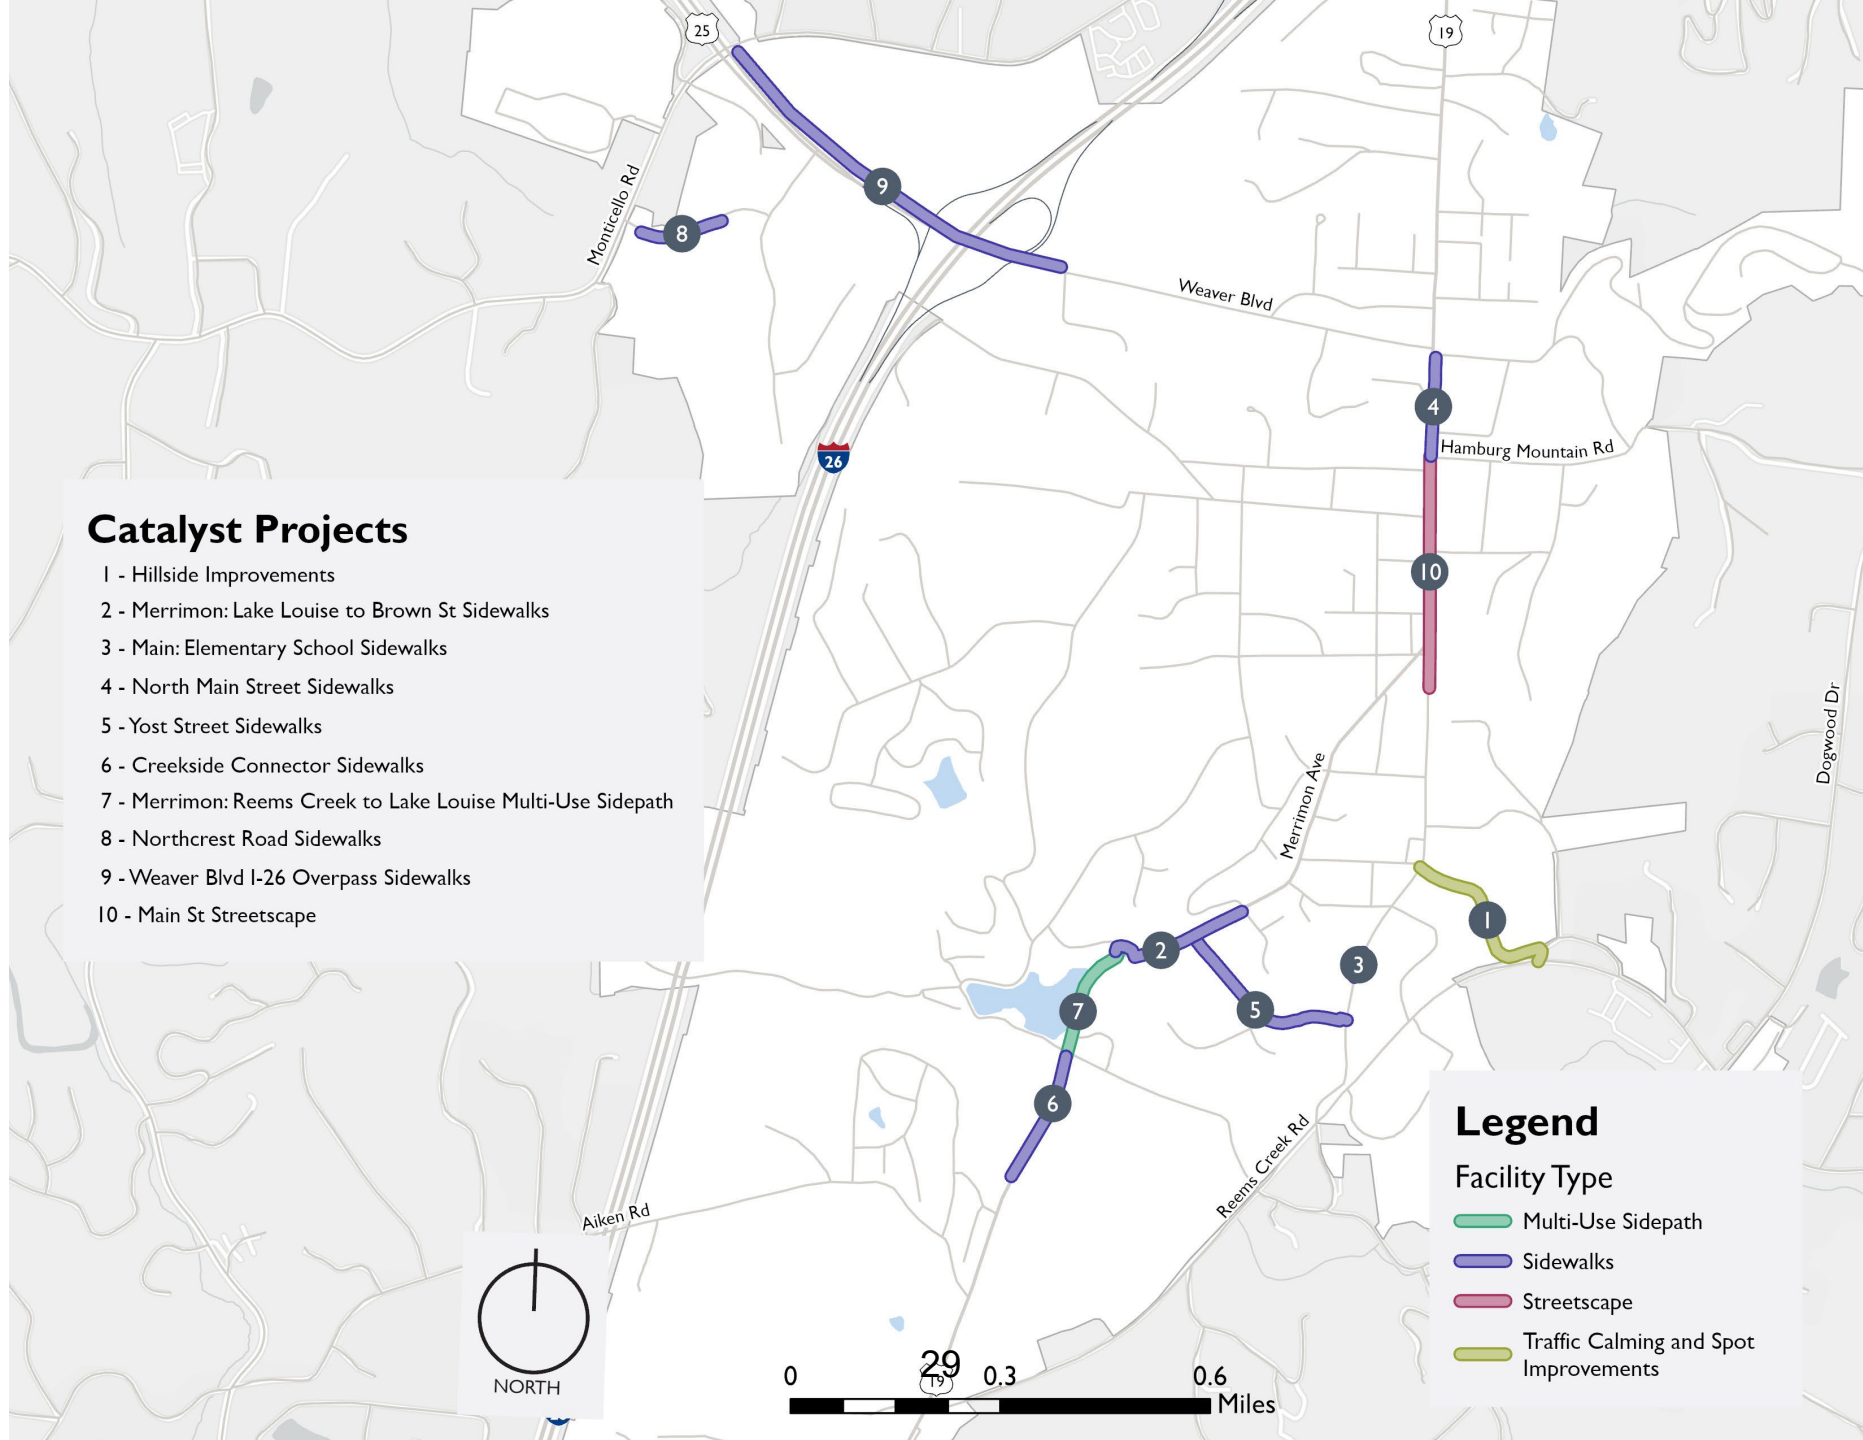 25
19
Monticello Rd
9
8
Weaver Blvd
4
Hamburg Mountain Rd
26
10
Catalyst Projects
1 - Hillside Improvements
2 - Merrimon: Lake Louise to Brown St Sidewalks
3 - Main: Elementary School Sidewalks
4 - North Main Street Sidewalks
5 - Yost Street Sidewalks
6 - Creekside Connector Sidewalks
7 - Merrimon: Reems Creek to Lake Louise Multi-Use Sidepath
8 - Northcrest Road Sidewalks
9 - Weaver Blvd I-26 Overpass Sidewalks
10 - Main St Streetscape
Dogwood Dr
Merrimon Ave
1
2
3
5
7
6
Reems Creek Rd
Aiken Rd
Legend
Facility Type
Multi-Use Sidepath
Sidewalks
Streetscape
Traffic Calming and Spot
Improvements
NORTH
29
19
0 0.3 0.6
Miles